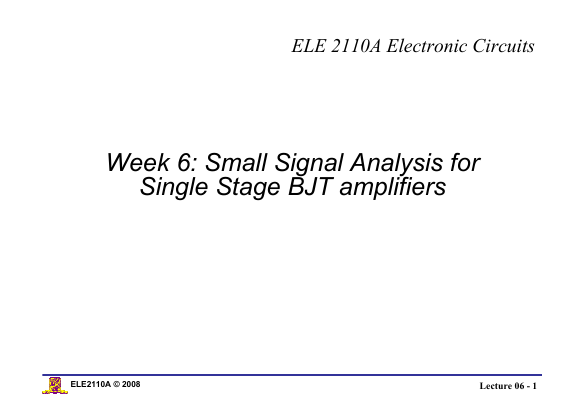 ELE 2110A Electronic Circuits
Week 6: Small Signal Analysis for
Single Stage BJT amplifiers
ELE2110A © 2008
Lecture 06 - 1